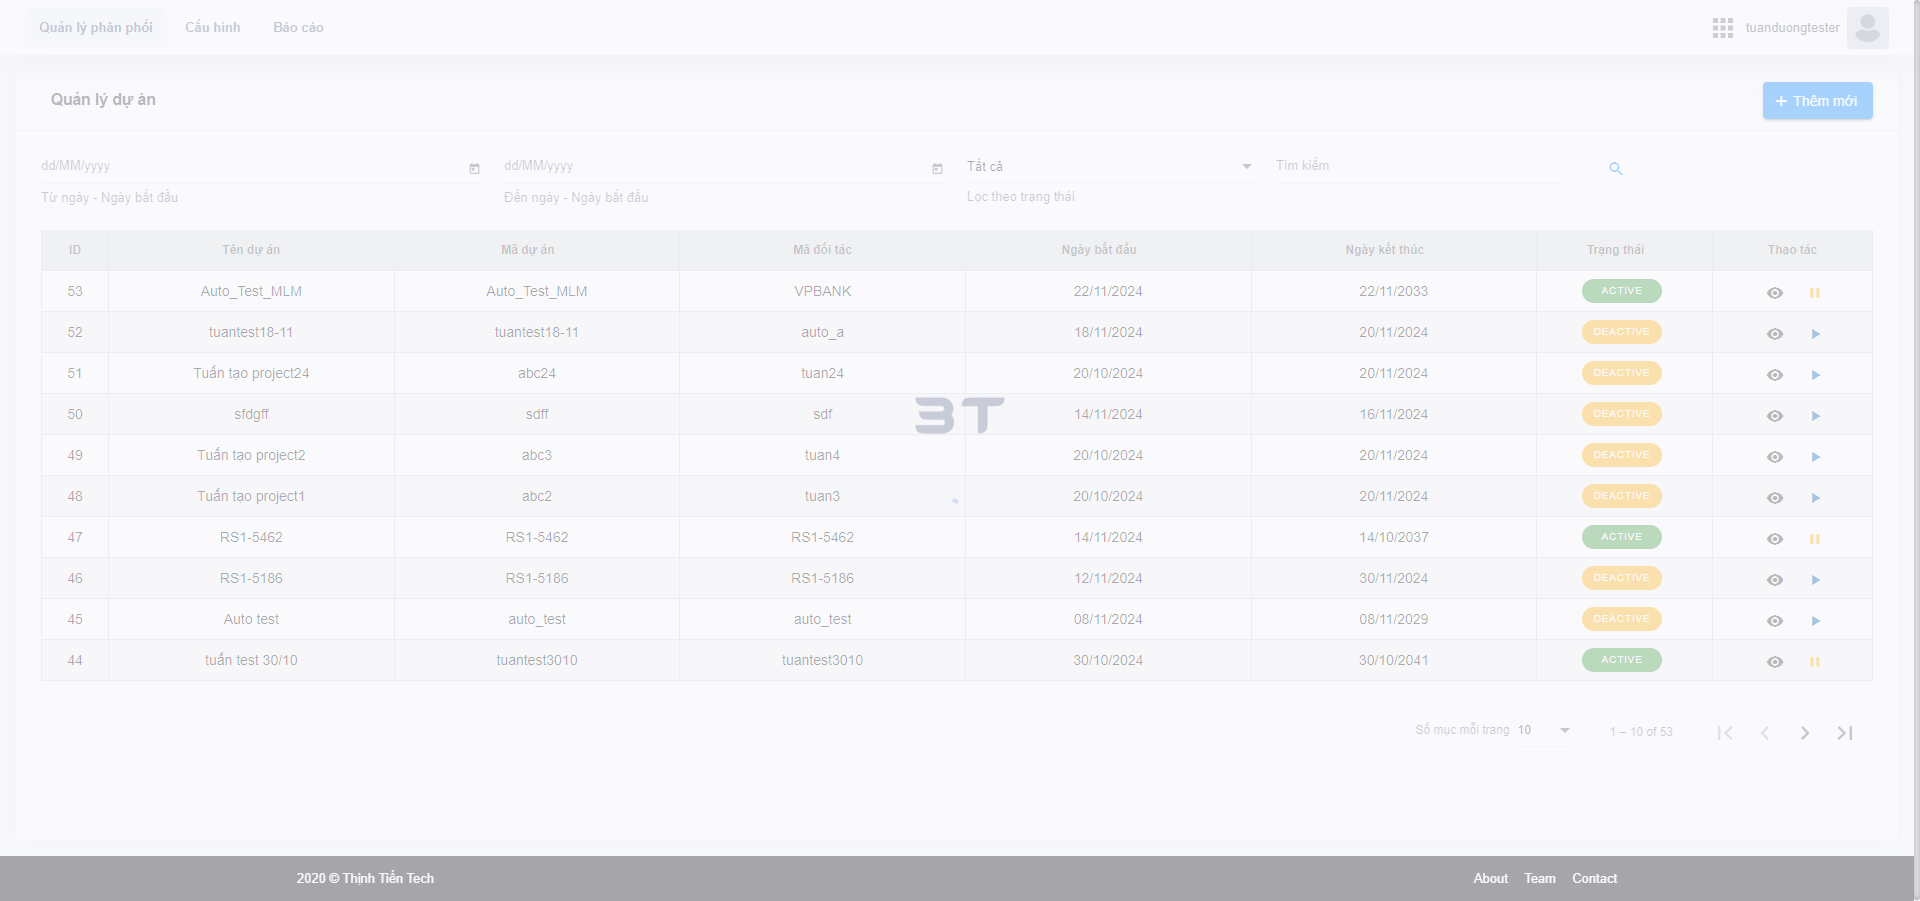 Quản lý phân phối Cấu hình Báo cáo tuanduongtester
Quản lý dự án + Thêm mới
dd/MM/yyyy dd/MM/yyyy Tất cả Tìm kiếm
Từ ngày - Ngày bắt đầu Đến ngày - Ngày bắt đầu Lọc theo trạng thái
ID Tên dự án Mã dự án Mã đối tác Ngày bắt đầu Ngày kết thúc Trạng thái Thao tác
53 Auto_Test_MLM Auto_Test_MLM VPBANK 22/11/2024 22/11/2033 ACTIVE
52 tuantest18-11 tuantest18-11 auto_a 18/11/2024 20/11/2024 DEACTIVE
51 Tuấn tạo project24 abc24 tuan24 20/10/2024 20/11/2024 DEACTIVE
50 sfdgff sdff sdf 14/11/2024 16/11/2024 DEACTIVE
3T
49 Tuấn tạo project2 abc3 tuan4 20/10/2024 20/11/2024 DEACTIVE
48 Tuấn tạo project1 abc2 tuan3 20/10/2024 20/11/2024 DEACTIVE
47 RS1-5462 RS1-5462 RS1-5462 14/11/2024 14/10/2037 ACTIVE
46 RS1-5186 RS1-5186 RS1-5186 12/11/2024 30/11/2024 DEACTIVE
45 Auto test auto_test auto_test 08/11/2024 08/11/2029 DEACTIVE
44 tuấn test 30/10 tuantest3010 tuantest3010 30/10/2024 30/10/2041 ACTIVE
Số mục mỗi trang 10 1 – 10 of 53
2020 © Thịnh Tiến Tech About Team Contact